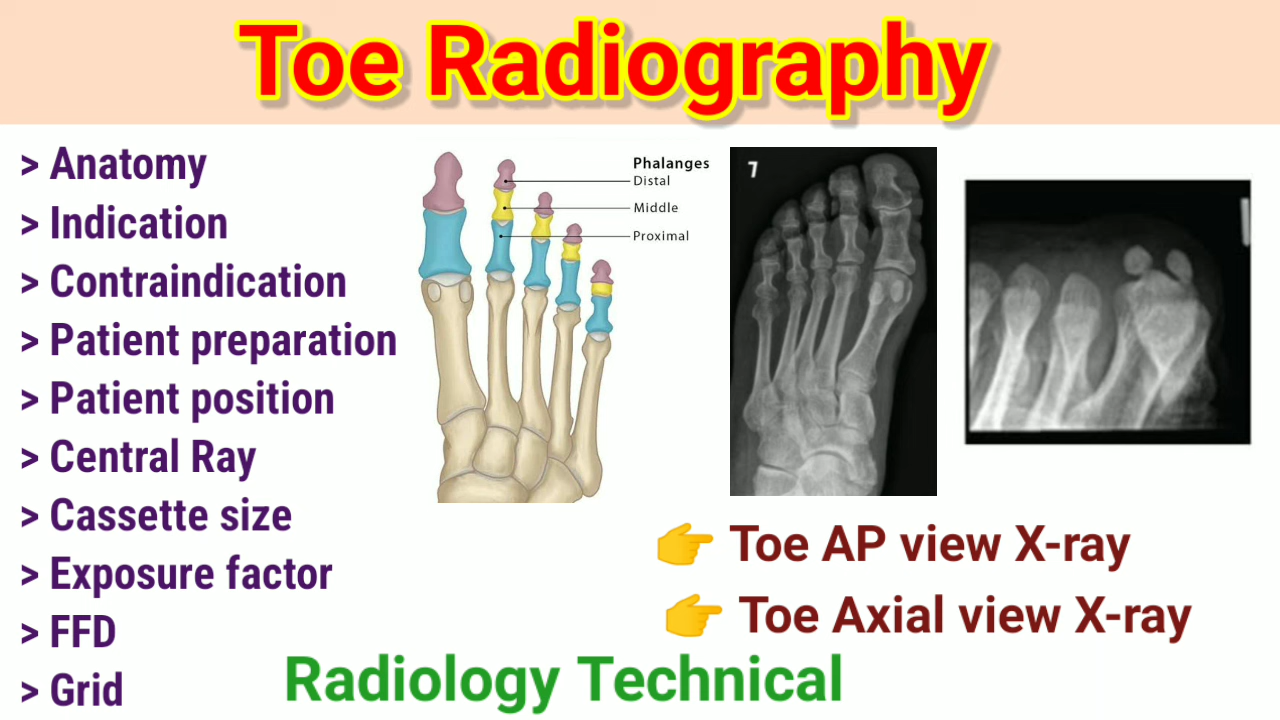 Toe Radiography
> Anatomy
> Indication
> Contraindication
> Patient preparation
> Patient position
> Central Ray
> Cassette size
> Exposure factor
> FFD
> Grid
Phalanges
Distal
Middle
Proximal
👉 Toe AP view X-ray
👉 Toe Axial view X-ray
Radiology Technical